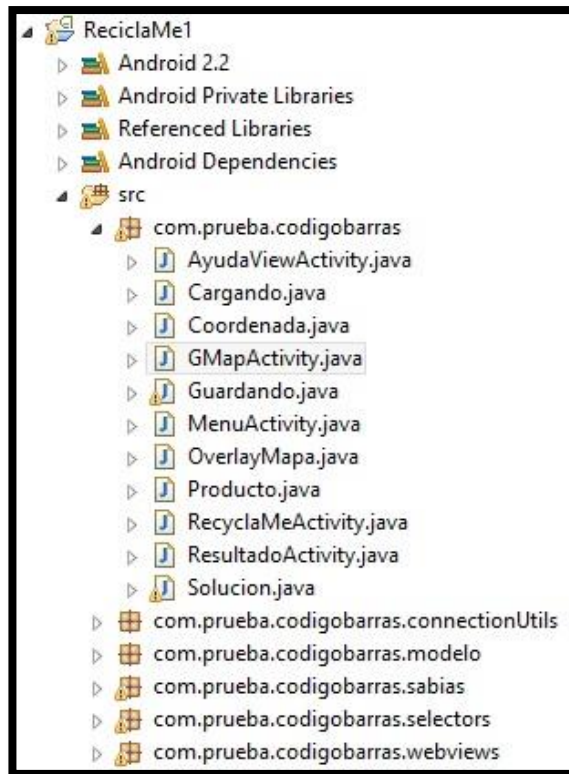 ReciclaMe1
Android 2.2
Android Private Libraries
Referenced Libraries
Android Dependencies
src
com.prueba.codigobarras
AyudaViewActivity.java
Cargando.java
Coordenada.java
GMapActivity.java
Guardando.java
MenuActivity.java
OverlayMapa.java
Producto.java
RecyclaMeActivity.java
ResultadoActivity.java
Solucion.java
com.prueba.codigobarras.connectionUtils
com.prueba.codigobarras.modelo
com.prueba.codigobarras.sabias
com.prueba.codigobarras.selectors
com.prueba.codigobarras.webviews